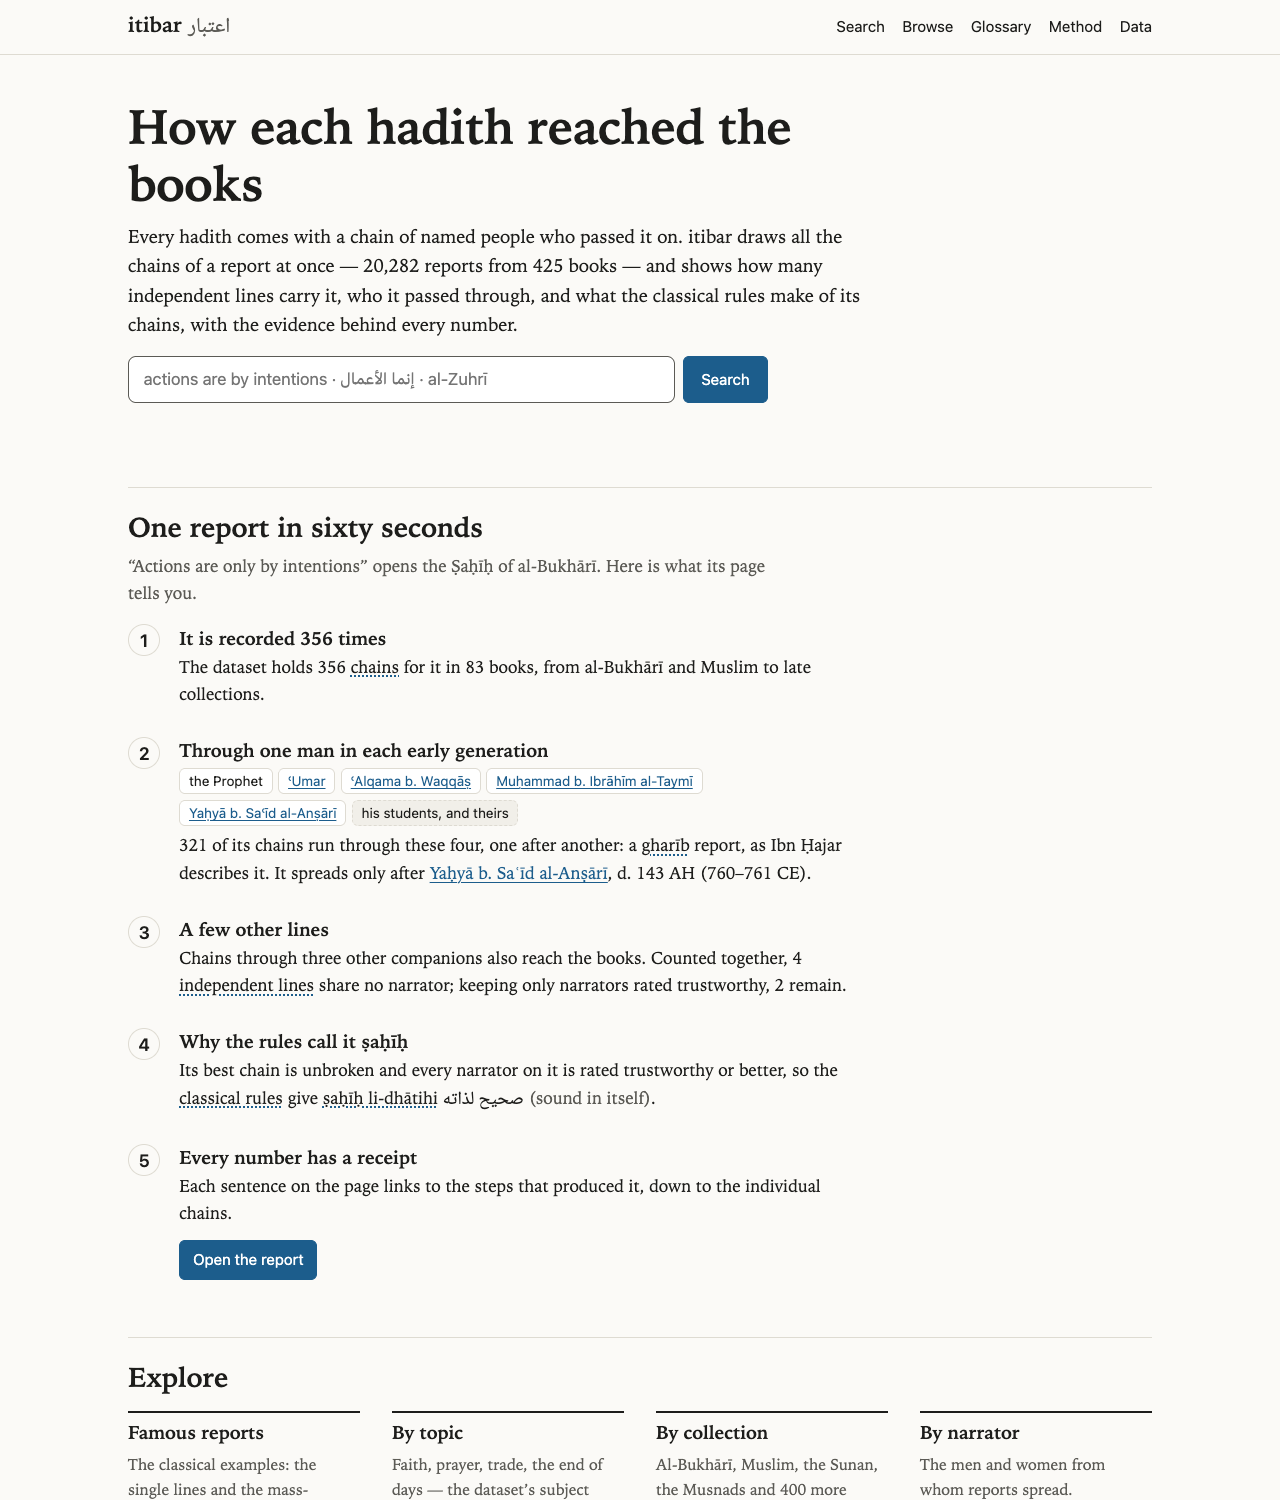 itibar اعتبار
Search Browse Glossary Method Data
How each hadith reached the
books
Every hadith comes with a chain of named people who passed it on. itibar draws all the
chains of a report at once — 20,282 reports from 425 books — and shows how many
independent lines carry it, who it passed through, and what the classical rules make of its
chains, with the evidence behind every number.
actions are by intentions · إنما الأعمال · al-Zuhrī
Search
One report in sixty seconds
“Actions are only by intentions” opens the Ṣaḥīḥ of al-Bukhārī. Here is what its page
tells you.
1
It is recorded 356 times
The dataset holds 356 chains for it in 83 books, from al-Bukhārī and Muslim to late
collections.
2
Through one man in each early generation
the Prophet ʿUmar ʿAlqama b. Waqqāṣ Muḥammad b. Ibrāhīm al-Taymī
Yaḥyā b. Saʿīd al-Anṣārī his students, and theirs
321 of its chains run through these four, one after another: a gharīb report, as Ibn Ḥajar
describes it. It spreads only after Yaḥyā b. Saʿīd al-Anṣārī, d. 143 AH (760–761 CE).
3
A few other lines
Chains through three other companions also reach the books. Counted together, 4
independent lines share no narrator; keeping only narrators rated trustworthy, 2 remain.
4
Why the rules call it ṣaḥīḥ
Its best chain is unbroken and every narrator on it is rated trustworthy or better, so the
classical rules give ṣaḥīḥ li-dhātihi صحيح لذاته (sound in itself).
5
Every number has a receipt
Each sentence on the page links to the steps that produced it, down to the individual
chains.
Open the report
Explore
Famous reports
The classical examples: the
single lines and the mass-
By topic
Faith, prayer, trade, the end of
days — the dataset’s subject
By collection
Al-Bukhārī, Muslim, the Sunan,
the Musnads and 400 more
By narrator
The men and women from
whom reports spread.